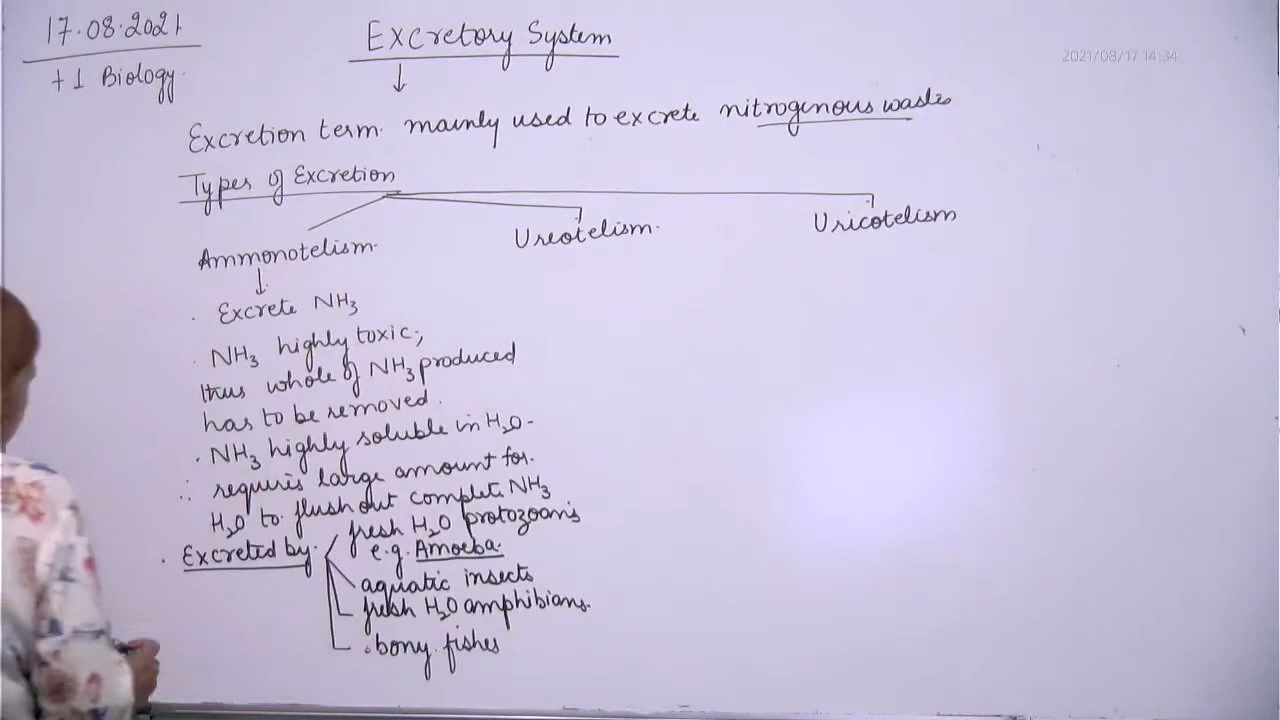 17.08.2021
+1 Biology
Excretory System
2021/08/17 14:34
↓
Excretion term mainly used to excrete nitrogenous wastes
Types of Excretion
Ammonotelism. Ureotelism. Uricotelism
↓
. Excrete NH₃
. NH₃ highly toxic;
thus whole of NH₃ produced
has to be removed.
. NH₃ highly soluble in H₂O-
∴ requires large amount for.
H₂O to flush out complete NH₃
. Excreted by fresh H₂O protozoans
e.g. Amoeba.
aquatic insects
fresh H₂O amphibians.
. bony fishes